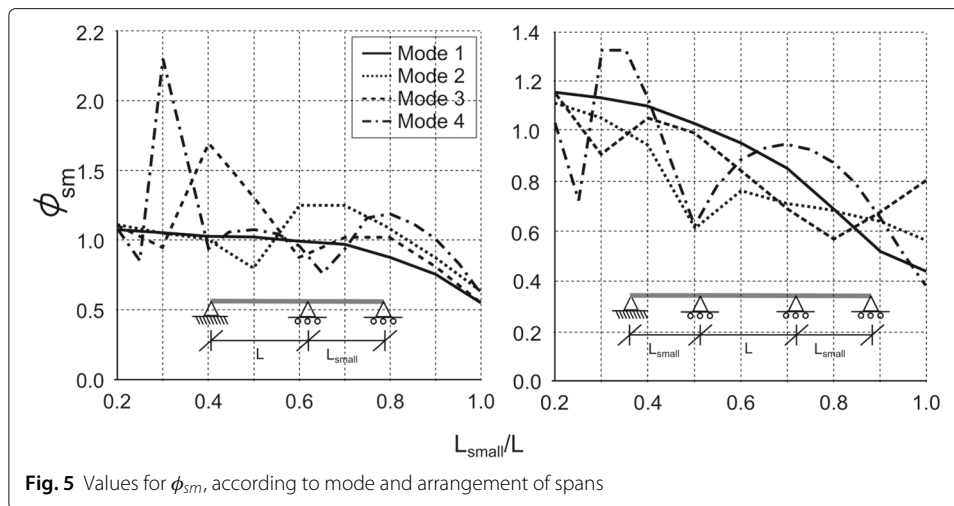 2.2
2.0
1.5
1.0
0.5
0.0
ϕsm
Mode 1
Mode 2
Mode 3
Mode 4
L
Lsmall
0.2
0.4
0.6
0.8
1.0
1.4
1.2
1.0
0.8
0.6
0.4
0.2
0.0
Lsmall
L
Lsmall
0.2
0.4
0.6
0.8
1.0
Lsmall/L
Fig. 5 Values for ϕsm, according to mode and arrangement of spans